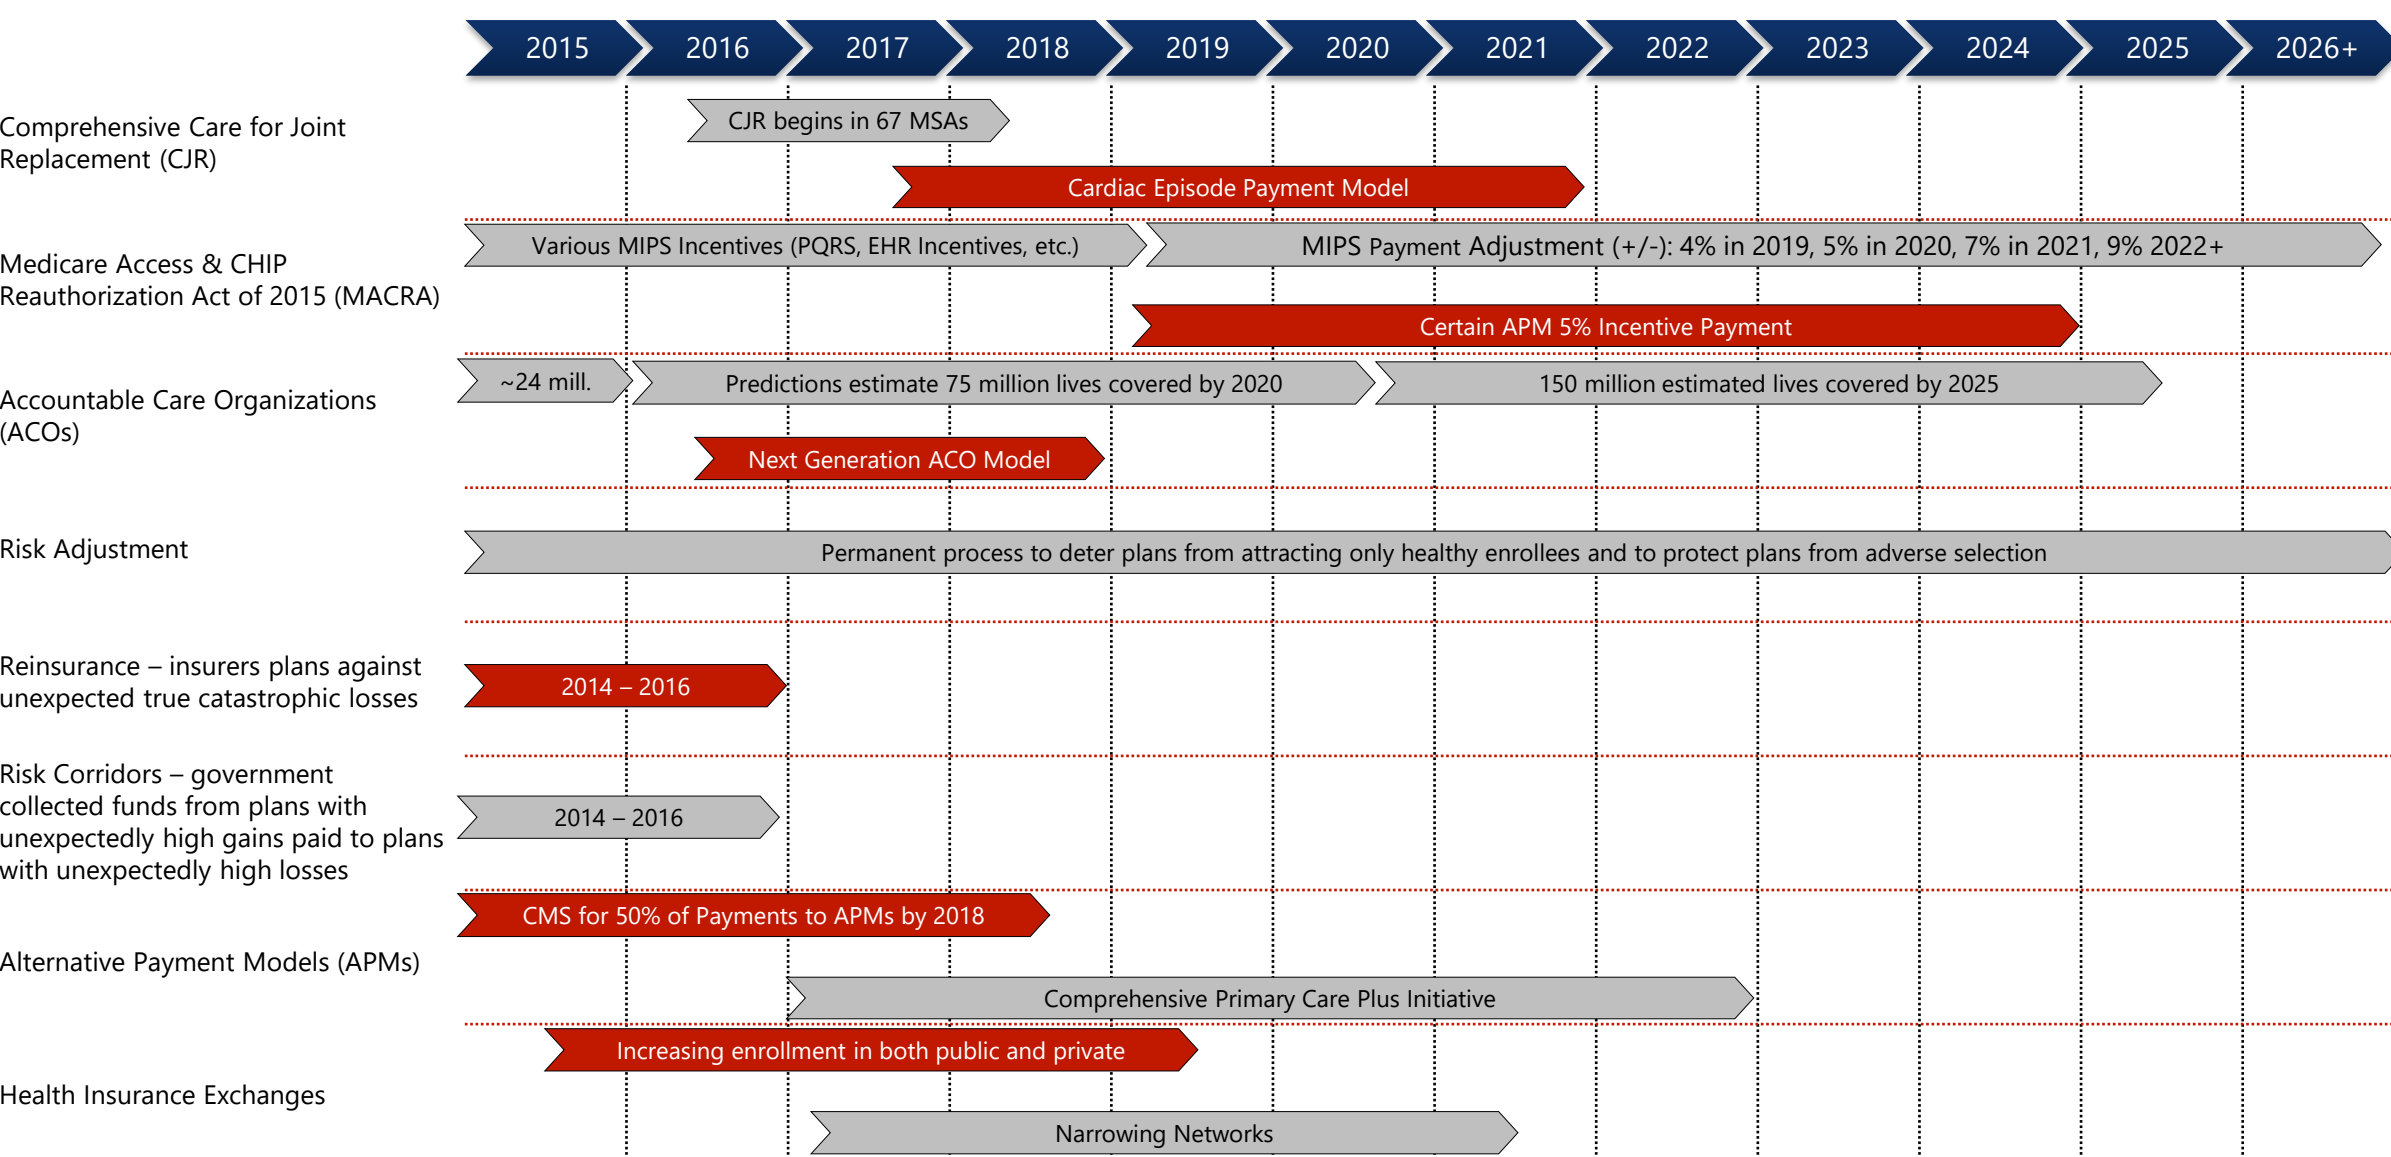 2015 2016 2017 2018 2019 2020 2021 2022 2023 2024 2025 2026+
Comprehensive Care for Joint
Replacement (CJR)
CJR begins in 67 MSAs
Cardiac Episode Payment Model
Medicare Access & CHIP
Reauthorization Act of 2015 (MACRA)
Various MIPS Incentives (PQRS, EHR Incentives, etc.)
MIPS Payment Adjustment (+/-): 4% in 2019, 5% in 2020, 7% in 2021, 9% 2022+
Certain APM 5% Incentive Payment
Accountable Care Organizations
(ACOs)
~24 mill.
Predictions estimate 75 million lives covered by 2020
150 million estimated lives covered by 2025
Next Generation ACO Model
Risk Adjustment
Permanent process to deter plans from attracting only healthy enrollees and to protect plans from adverse selection
Reinsurance – insurers plans against
unexpected true catastrophic losses
2014 – 2016
Risk Corridors – government
collected funds from plans with
unexpectedly high gains paid to plans
with unexpectedly high losses
2014 – 2016
Alternative Payment Models (APMs)
CMS for 50% of Payments to APMs by 2018
Comprehensive Primary Care Plus Initiative
Health Insurance Exchanges
Increasing enrollment in both public and private
Narrowing Networks